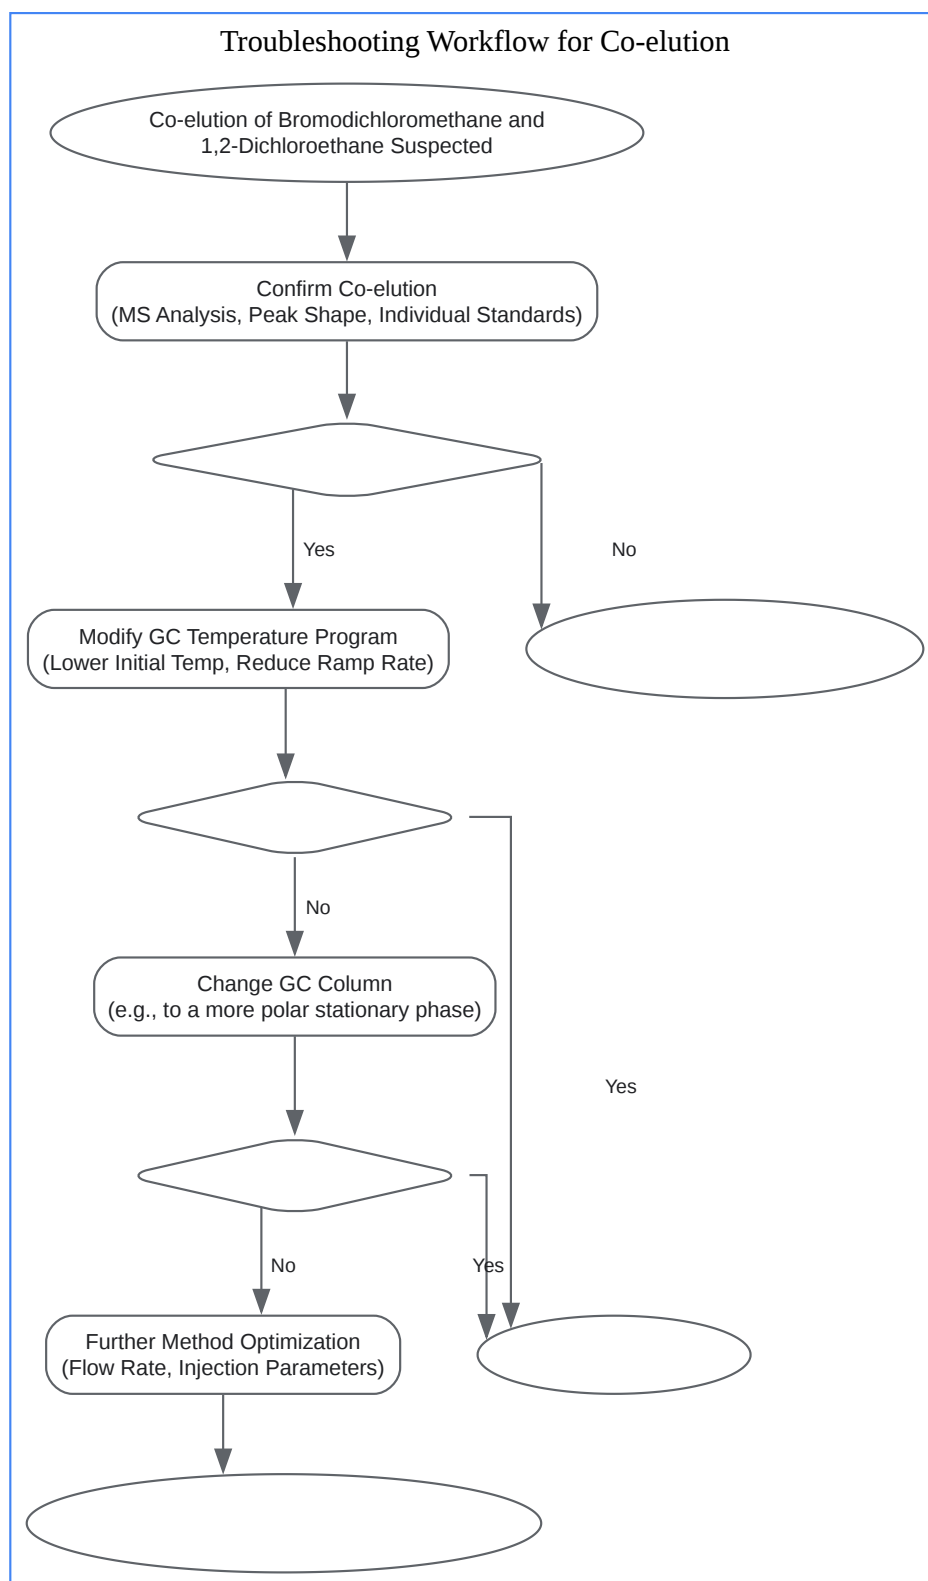 Troubleshooting Workflow for Co-elution
Co-elution of Bromodichloromethane and
1,2-Dichloroethane Suspected
Confirm Co-elution
(MS Analysis, Peak Shape, Individual Standards)
Yes
No
Modify GC Temperature Program
(Lower Initial Temp, Reduce Ramp Rate)
No
Change GC Column
(e.g., to a more polar stationary phase)
Yes
No
Yes
Further Method Optimization
(Flow Rate, Injection Parameters)